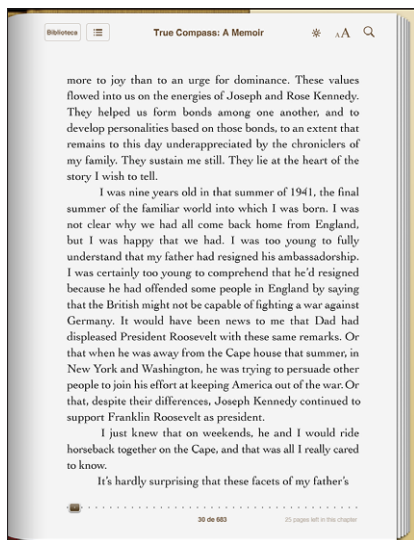 Biblioteca
True Compass: A Memoir
AA
more to joy than to an urge for dominance. These values
flowed into us on the energies of Joseph and Rose Kennedy.
They helped us form bonds among one another, and to
develop personalities based on those bonds, to an extent that
remains to this day underappreciated by the chroniclers of
my family. They sustain me still. They lie at the heart of the
story I wish to tell.
I was nine years old in that summer of 1941, the final
summer of the familiar world into which I was born. I was
not clear why we had all come back home from England,
but I was happy that we had. I was too young to fully
understand that my father had resigned his ambassadorship.
I was certainly too young to comprehend that he'd resigned
because he had offended some people in England by saying
that the British might not be capable of fighting a war against
Germany. It would have been news to me that Dad had
displeased President Roosevelt with these same remarks. Or
that when he was away from the Cape house that summer, in
New York and Washington, he was trying to persuade other
people to join his effort at keeping America out of the war. Or
that, despite their differences, Joseph Kennedy continued to
support Franklin Roosevelt as president.
I just knew that on weekends, he and I would ride
horseback together on the Cape, and that was all I really cared
to know.
It's hardly surprising that these facets of my father's
30 de 683
25 pages left in this chapter